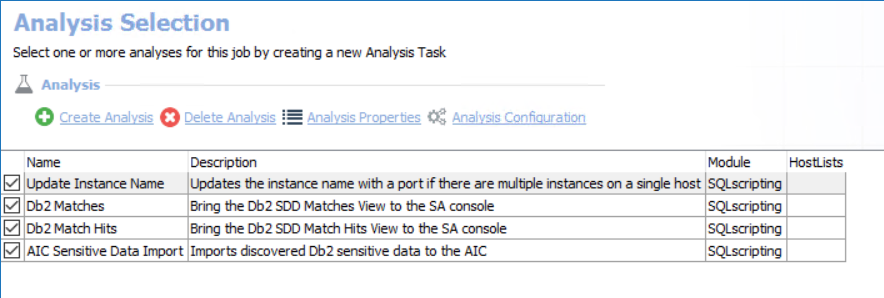 Analysis Selection
Select one or more analyses for this job by creating a new Analysis Task
Analysis
Create Analysis Delete Analysis Analysis Properties Analysis Configuration
Name Description Module HostLists
Update Instance Name Updates the instance name with a port if there are multiple instances on a single host SQLscripting
Db2 Matches Bring the Db2 SDD Matches View to the SA console SQLscripting
Db2 Match Hits Bring the Db2 SDD Match Hits View to the SA console SQLscripting
AIC Sensitive Data Import Imports discovered Db2 sensitive data to the AIC SQLscripting